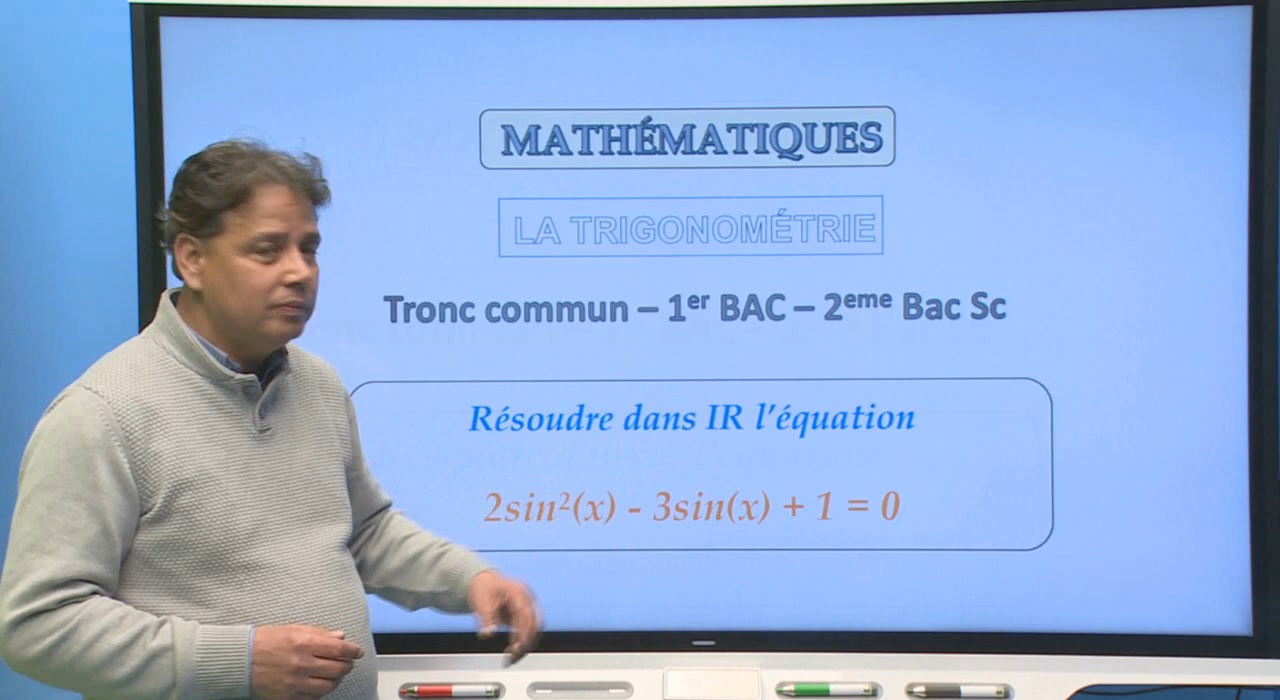 MATHÉMATIQUES
LA TRIGONOMÉTRIE
Tronc commun – 1er BAC – 2eme Bac Sc
Résoudre dans IR l'équation
2sin²(x) - 3sin(x) + 1 = 0